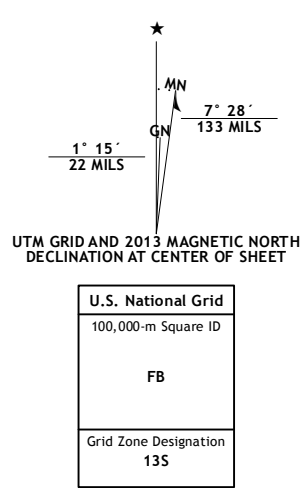 ★
MN
GN
7° 28´
133 MILS
1° 15´
22 MILS
UTM GRID AND 2013 MAGNETIC NORTH
DECLINATION AT CENTER OF SHEET
U.S. National Grid
100,000-m Square ID
FB
Grid Zone Designation
13S